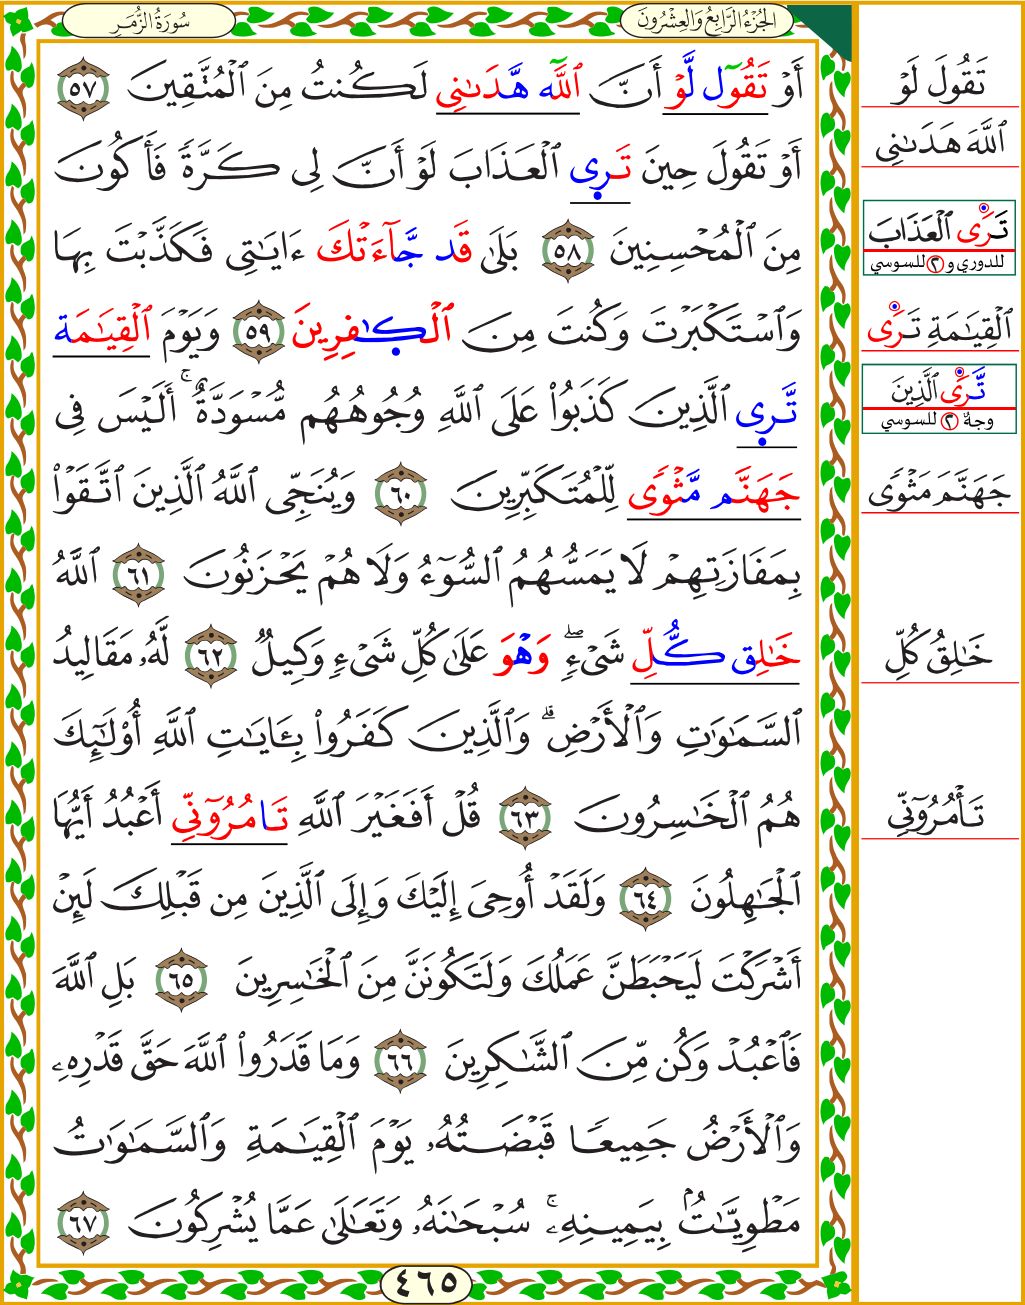 الجُزْءُ الرَّابِعُ وَالعِشْرُونَ
سُورَةُ الزُّمَرِ
أَوۡ تَقُوٓل لَّوۡ أَنَّ ٱللَّٓه هَّدَىٰنِي لَكُنتُ مِنَ ٱلۡمُتَّقِينَ ٥٧
أَوۡ تَقُولَ حِينَ تَرِي ٱلۡعَذَابَ لَوۡ أَنَّ لِي كَرَّةٗ فَأَكُونَ
مِنَ ٱلۡمُحۡسِنِينَ ٥٨ بَلَىٰ قَد جَّآءَتۡكَ ءَايَٰتِي فَكَذَّبۡتَ بِهَا
وَٱسۡتَكۡبَرۡتَ وَكُنتَ مِنَ ٱلۡكَٰفِرِينَ ٥٩ وَيَوۡمَ ٱلۡقِيَٰمَة
تَّرِي ٱلَّذِينَ كَذَبُواْ عَلَى ٱللَّهِ وُجُوهُهُم مُّسۡوَدَّةٌۚ أَلَيۡسَ فِي
جَهَنَّم مَّثۡوٗى لِّلۡمُتَكَبِّرِينَ ٦٠ وَيُنَجِّي ٱللَّهُ ٱلَّذِينَ ٱتَّقَوۡاْ
بِمَفَازَتِهِمۡ لَا يَمَسُّهُمُ ٱلسُّوٓءُ وَلَا هُمۡ يَحۡزَنُونَ ٦١ ٱللَّهُ
خَٰلِق كُّلِّ شَيۡءٖۖ وَهۡوَ عَلَىٰ كُلِّ شَيۡءٖ وَكِيلٞ ٦٢ لَّهُۥ مَقَالِيدُ
ٱلسَّمَٰوَٰتِ وَٱلۡأَرۡضِۗ وَٱلَّذِينَ كَفَرُواْ بِـَٔايَٰتِ ٱللَّهِ أُوْلَٰٓئِكَ
هُمُ ٱلۡخَٰسِرُونَ ٦٣ قُلۡ أَفَغَيۡرَ ٱللَّهِ تَامُرُوٓنِّي أَعۡبُدُ أَيُّهَا
ٱلۡجَٰهِلُونَ ٦٤ وَلَقَدۡ أُوحِيَ إِلَيۡكَ وَإِلَى ٱلَّذِينَ مِن قَبۡلِكَ لَئِنۡ
أَشۡرَكۡتَ لَيَحۡبَطَنَّ عَمَلُكَ وَلَتَكُونَنَّ مِنَ ٱلۡخَٰسِرِينَ ٦٥ بَلِ ٱللَّهَ
فَٱعۡبُدۡ وَكُن مِّنَ ٱلشَّٰكِرِينَ ٦٦ وَمَا قَدَرُواْ ٱللَّهَ حَقَّ قَدۡرِهِۦ
وَٱلۡأَرۡضُ جَمِيعٗا قَبۡضَتُهُۥ يَوۡمَ ٱلۡقِيَٰمَةِ وَٱلسَّمَٰوَٰتُ
مَطۡوِيَّٰتُۢ بِيَمِينِهِۦۚ سُبۡحَٰنَهُۥ وَتَعَٰلَىٰ عَمَّا يُشۡرِكُونَ ٦٧
٤٦٥
تَقُولَ لَوۡ
ٱللَّهَ هَدَىٰنِي
تَرَى ٱلۡعَذَابَ
للدوري و٢ للسوسي
ٱلۡقِيَٰمَةِ تَرَى
تَّرَى ٱلَّذِينَ
وجهٌ ٢ للسوسي
جَهَنَّمَ مَثۡوٗى
خَٰلِقُ كُلِّ
تَأۡمُرُوٓنِّي